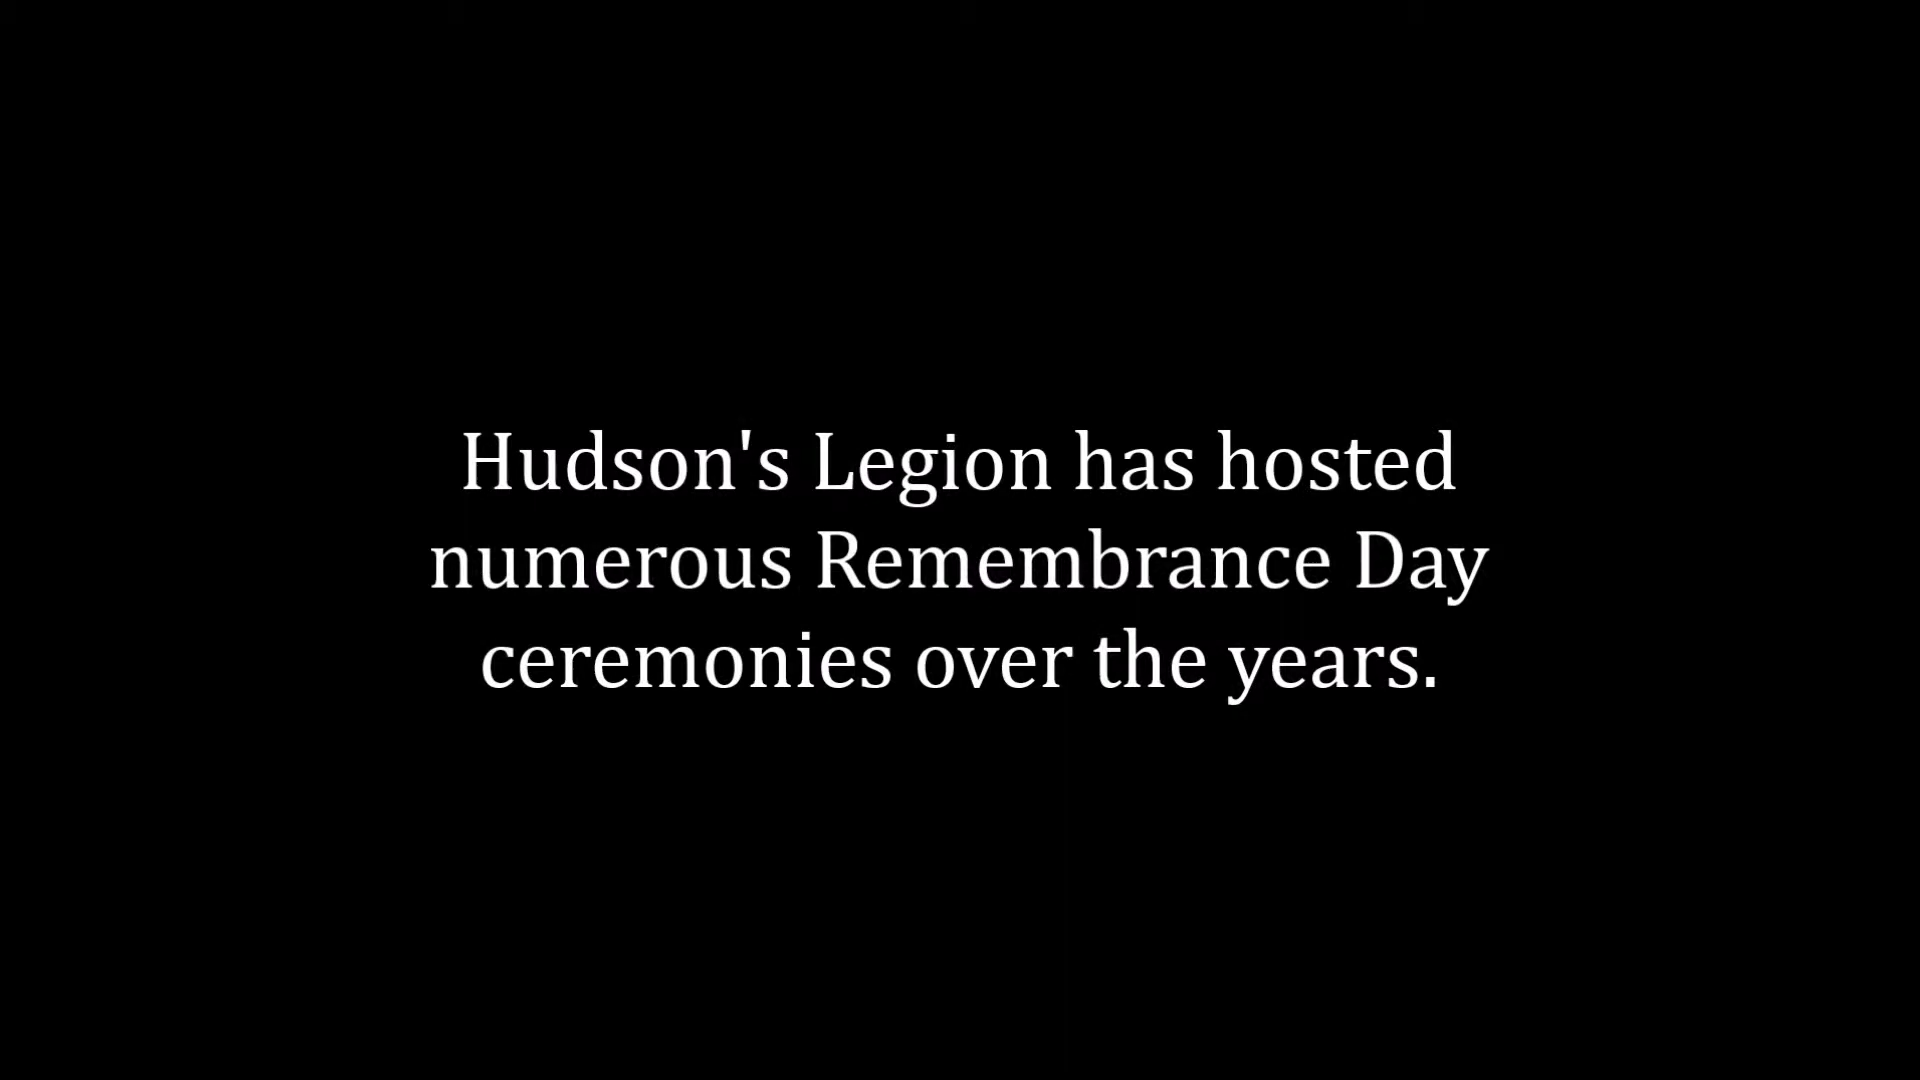 Hudson's Legion has hosted
numerous Remembrance Day
ceremonies over the years.